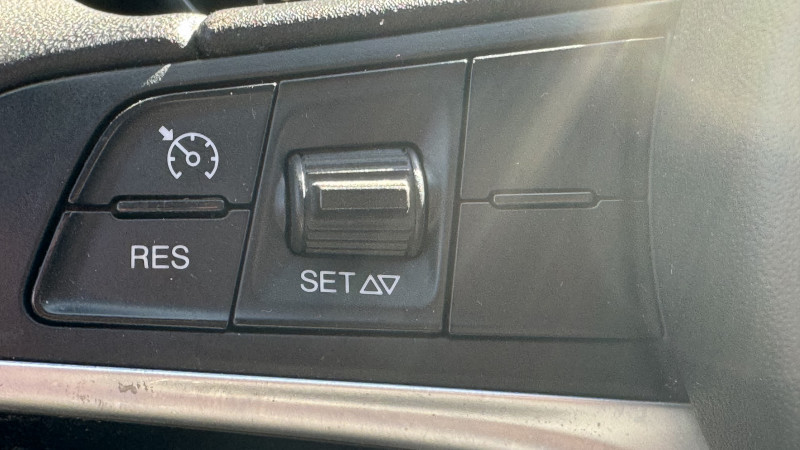 RES
SET △▽